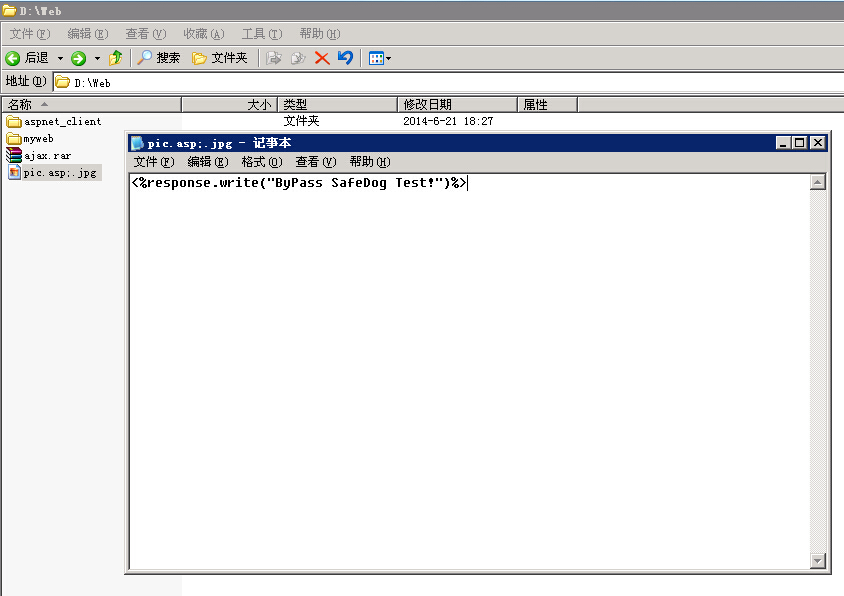 D:\Web
文件(F) 编辑(E) 查看(V) 收藏(A) 工具(T) 帮助(H)
后退 搜索 文件夹
地址(D) D:\Web
名称 大小 类型 修改日期 属性
aspnet_client 文件夹 2014-6-21 18:27
myweb
ajax.rar
pic.asp;.jpg
pic.asp;.jpg - 记事本
文件(F) 编辑(E) 格式(O) 查看(V) 帮助(H)
<%response.write("ByPass SafeDog Test!")%>